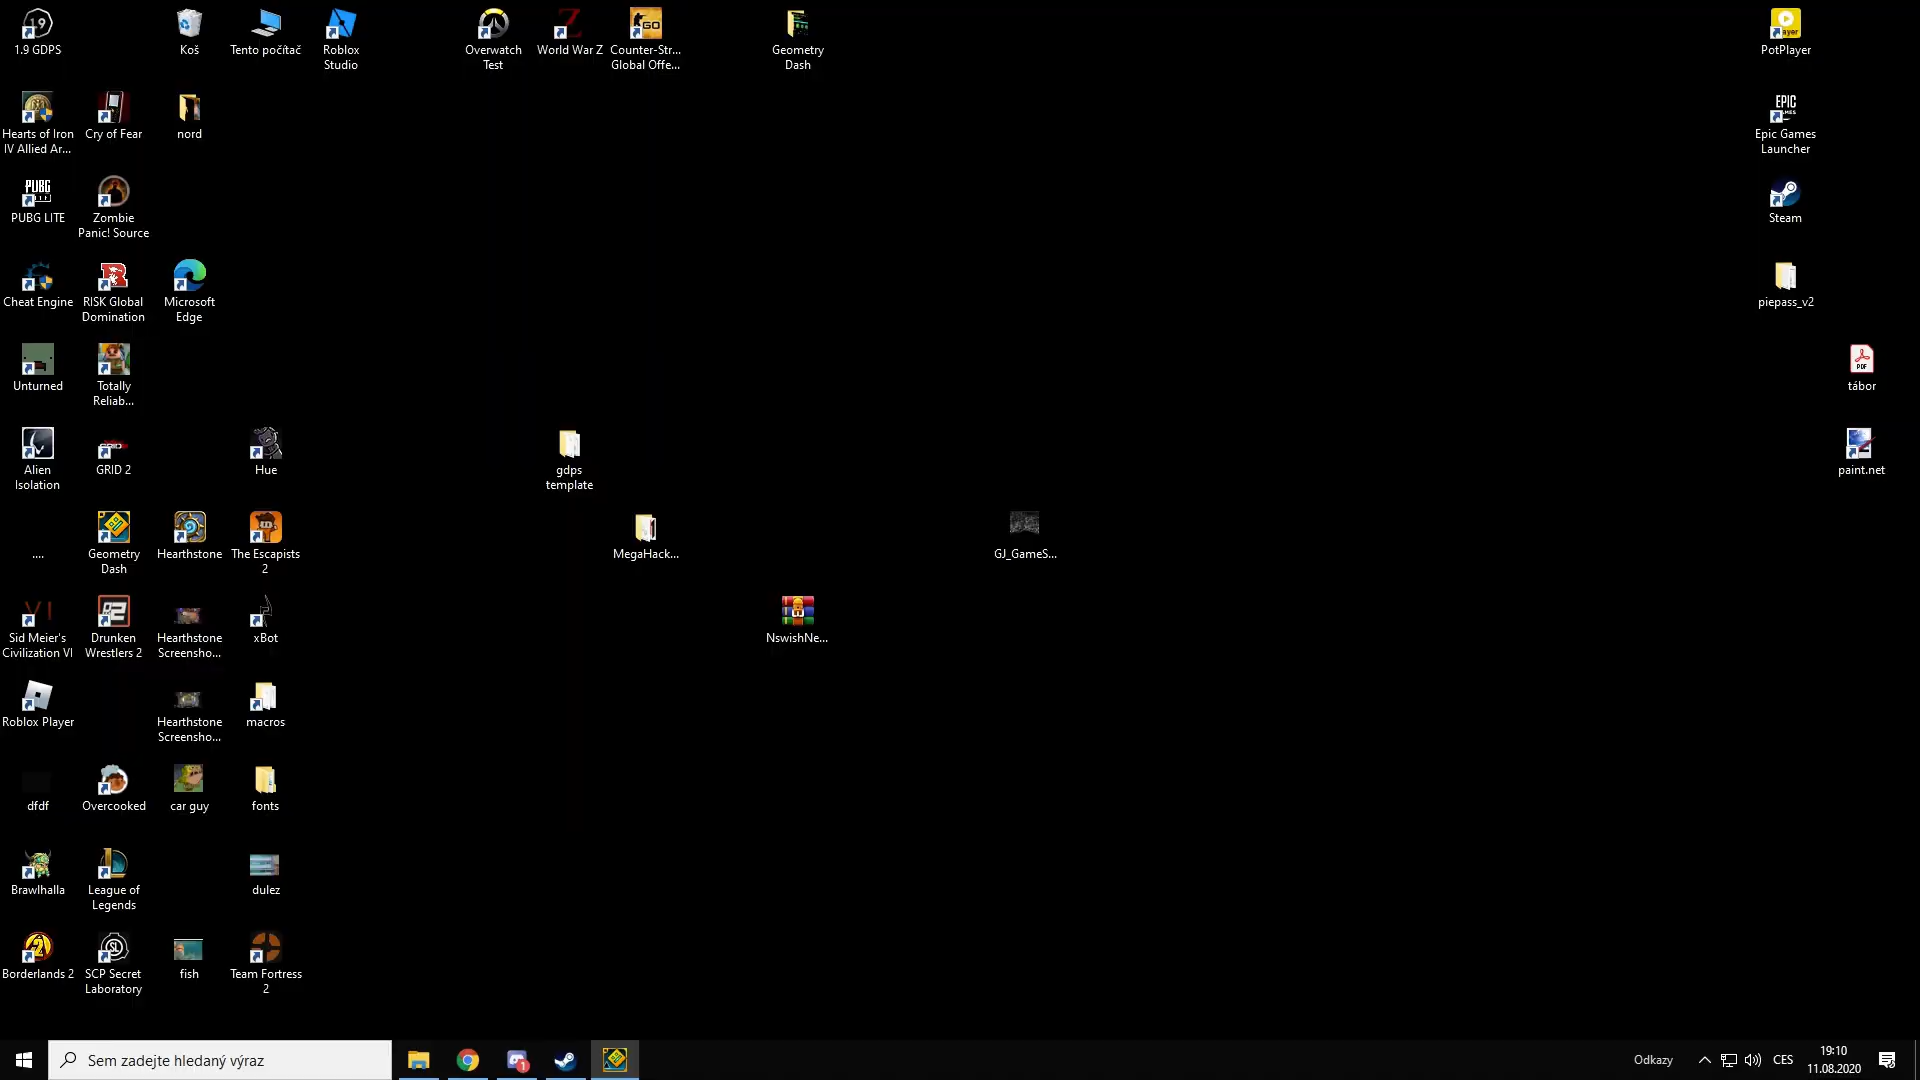 1.9 GDPS
Koš
Tento počítač
Roblox
Studio
Overwatch
Test
World War Z
Counter-Str...
Global Offe...
Geometry
Dash
PotPlayer
Hearts of Iron
IV Allied Ar...
Cry of Fear
nord
Epic Games
Launcher
PUBG LITE
Zombie
Panic! Source
Steam
Cheat Engine
RISK Global
Domination
Microsoft
Edge
piepass_v2
Unturned
Totally
Reliab...
tábor
Alien
Isolation
GRID 2
Hue
gdps
template
paint.net
....
Geometry
Dash
Hearthstone
The Escapists
2
MegaHack...
GJ_GameS...
Sid Meier's
Civilization VI
Drunken
Wrestlers 2
Hearthstone
Screensho...
xBot
NswishNe...
Roblox Player
Hearthstone
Screensho...
macros
dfdf
Overcooked
car guy
fonts
Brawlhalla
League of
Legends
dulez
Borderlands 2
SCP Secret
Laboratory
fish
Team Fortress
2
Sem zadejte hledaný výraz
Odkazy
CES
19:10
11.08.2020